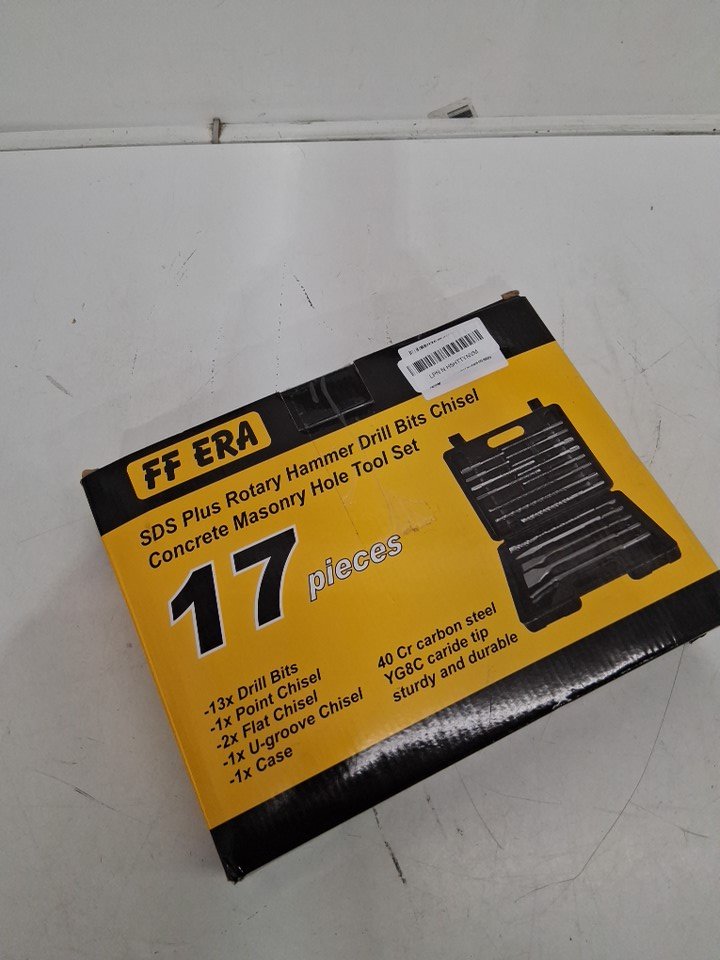 FF ERA
SDS Plus Rotary Hammer Drill Bits Chisel
Concrete Masonry Hole Tool Set
17 pieces
-13x Drill Bits
-1x Point Chisel
-2x Flat Chisel
-1x U-groove Chisel
-1x Case
40 Cr carbon steel
YG8C caride tip
sturdy and durable